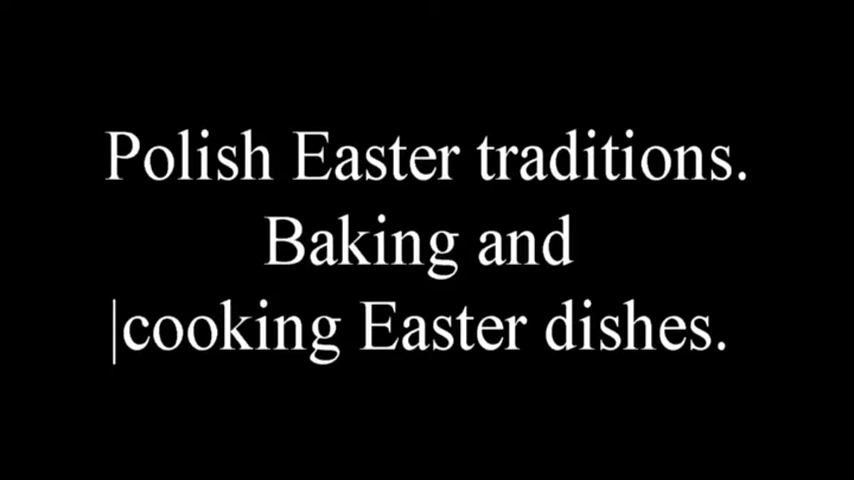 Polish Easter traditions.
Baking and
|cooking Easter dishes.